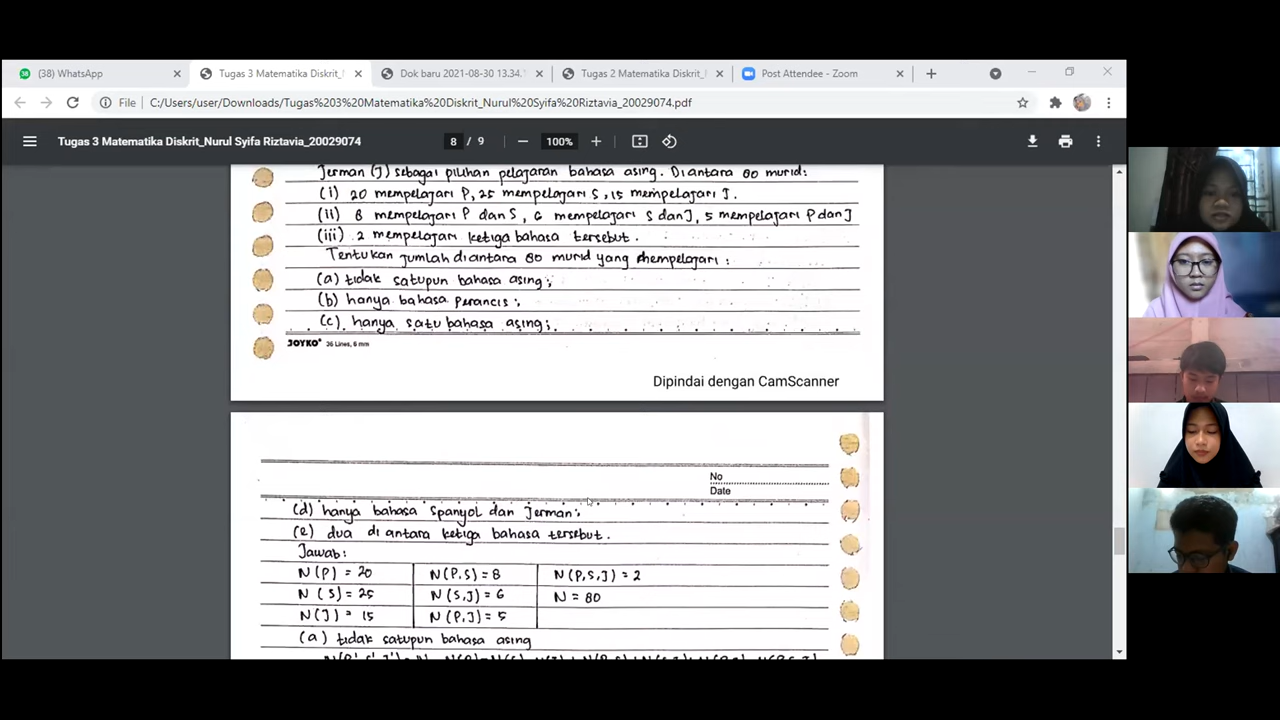 (38) WhatsApp
Tugas 3 Matematika Diskrit_
Dok baru 2021-08-30 13.34.
Tugas 2 Matematika Diskrit_
Post Attendee - Zoom
File
C:/Users/user/Downloads/Tugas%203%20Matematika%20Diskrit_Nurul%20Syifa%20Riztavia_20029074.pdf
Tugas 3 Matematika Diskrit_Nurul Syifa Riztavia_20029074
8 / 9
100%
Jerman (J) sebagai pilihan pelajaran bahasa asing. Diantara 80 murid:
(i) 20 mempelajari P, 25 mempelajari S, 15 mempelajari J.
(ii) 8 mempelajari P dan S, 6 mempelajari S dan J, 5 mempelajari P dan J
(iii) 2 mempelajari ketiga bahasa tersebut.
Tentukan jumlah diantara 80 murid yang mempelajari:
(a) tidak satupun bahasa asing;
(b) hanya bahasa perancis;
(c) hanya satu bahasa asing;
JOYKO® 36 Lines, 6 mm
Dipindai dengan CamScanner
No
Date
(d) hanya bahasa Spanyol dan Jerman;
(e) dua di antara ketiga bahasa tersebut.
Jawab:
N(P) = 20 N(P,S) = 8 N(P,S,J) = 2
N(S) = 25 N(S,J) = 6 N = 80
N(J) = 15 N(P,J) = 5
(a) tidak satupun bahasa asing